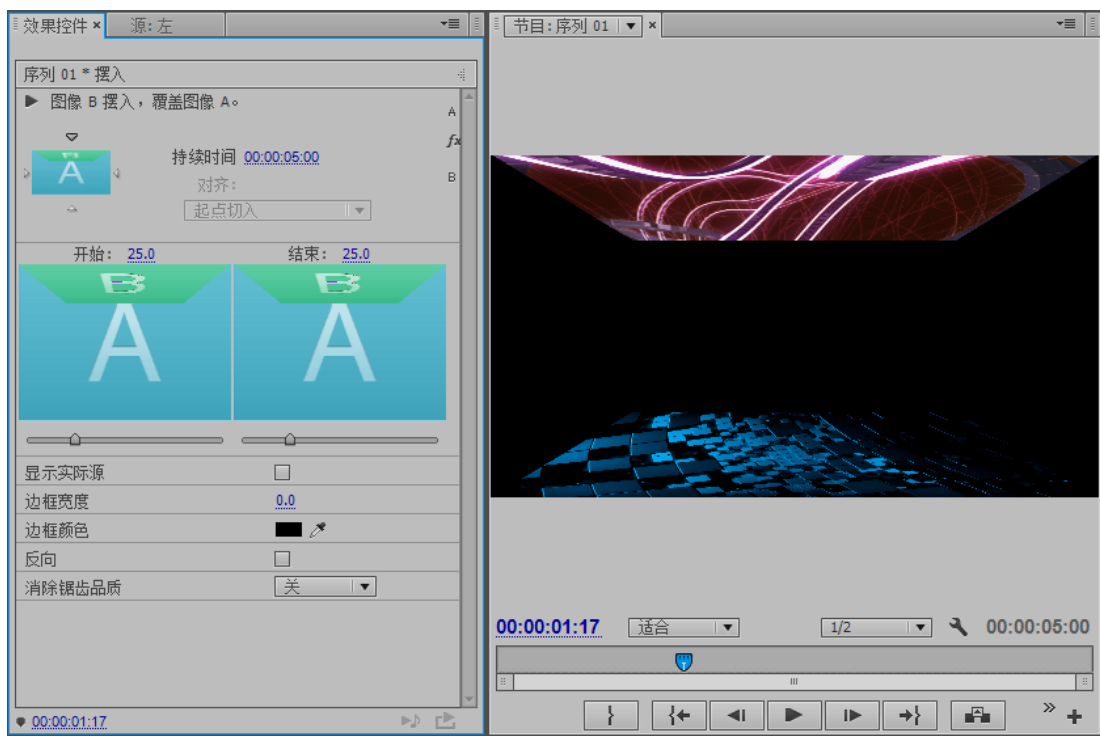 效果控件 × 源:左
序列 01 * 摆入
图像 B 摆入，覆盖图像 A。
A
fx
B
A
持续时间 00:00:05:00
对齐:
起点切入
开始: 25.0 结束: 25.0
B B
A A
显示实际源
边框宽度 0.0
边框颜色
反向
消除锯齿品质 关
00:00:01:17
节目:序列 01 ×
00:00:01:17 适合 1/2 00:00:05:00